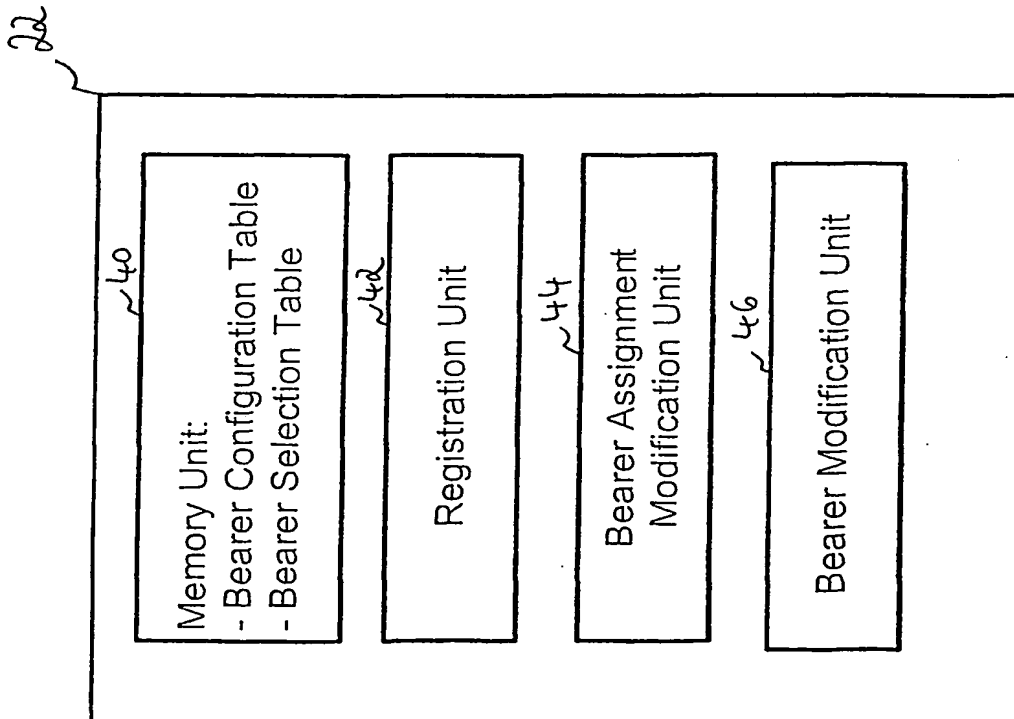 22
40
Memory Unit:
- Bearer Configuration Table
- Bearer Selection Table
42
Registration Unit
44
Bearer Assignment
Modification Unit
46
Bearer Modification Unit